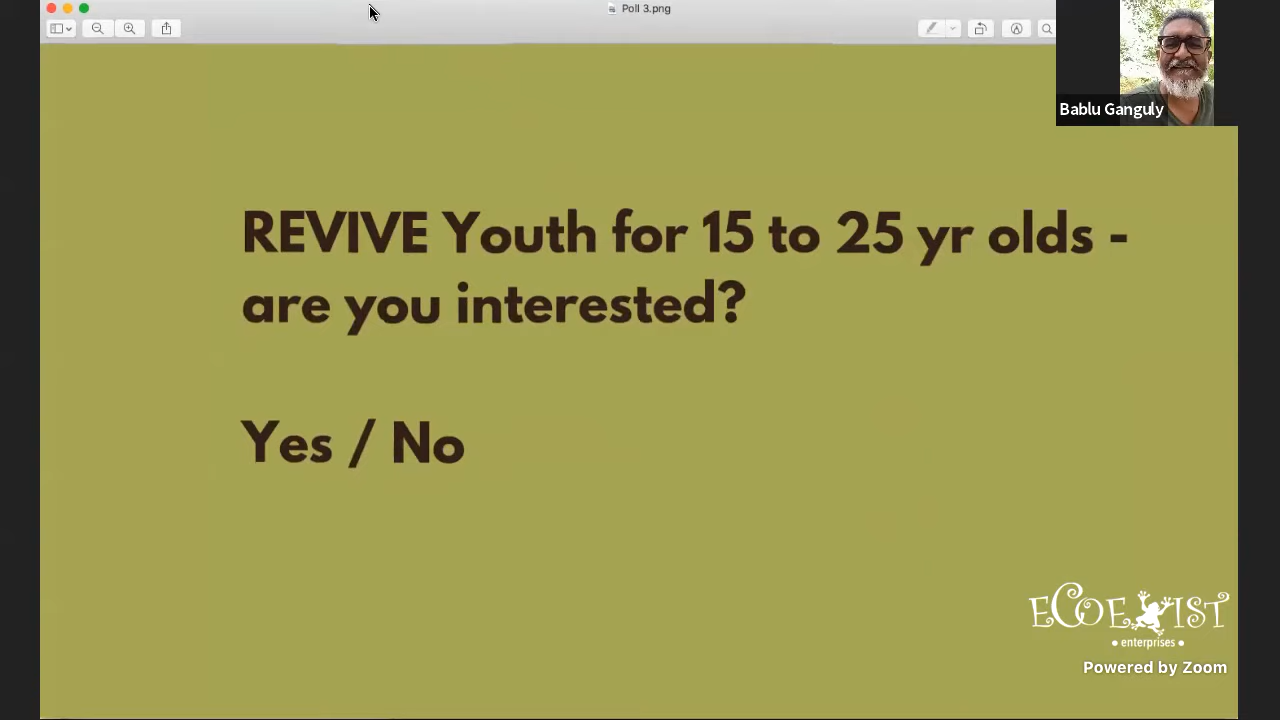 Poll 3.png
Bablu Ganguly
REVIVE Youth for 15 to 25 yr olds -
are you interested?
Yes / No
ECOEXIST
• enterprises •
Powered by Zoom